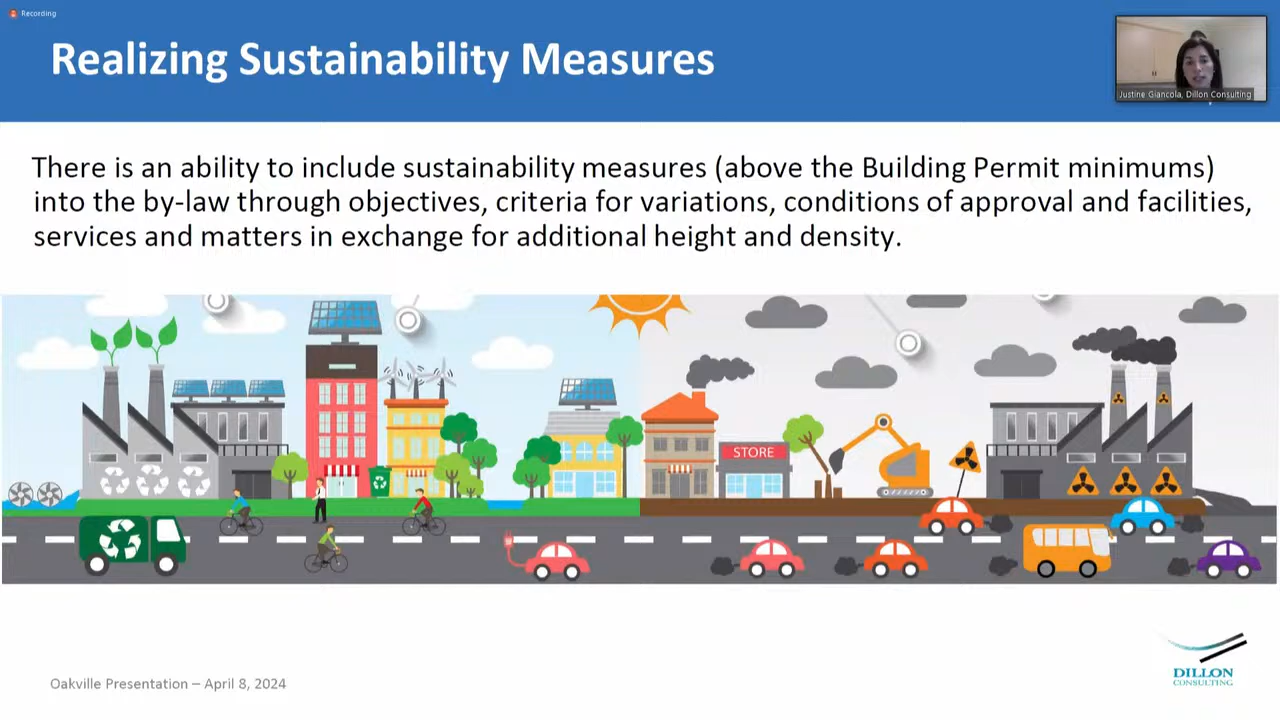 Recording
Realizing Sustainability Measures
Justine Giancola, Dillon Consulting
There is an ability to include sustainability measures (above the Building Permit minimums)
into the by-law through objectives, criteria for variations, conditions of approval and facilities,
services and matters in exchange for additional height and density.
STORE
Oakville Presentation – April 8, 2024
DILLON
CONSULTING